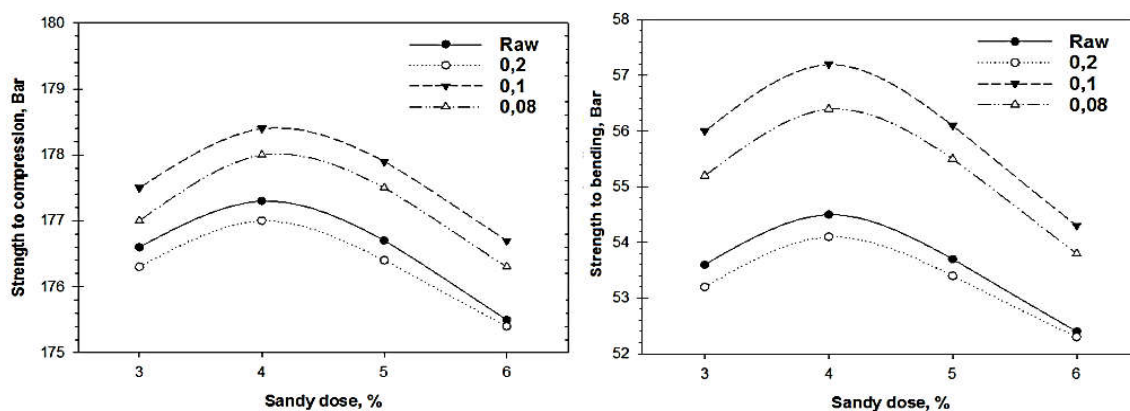 Strength to compression, Bar
180
179
178
177
176
175
3 4 5 6
Sandy dose, %
Raw
0,2
0,1
0,08
Strength to bending, Bar
58
57
56
55
54
53
52
3 4 5 6
Sandy dose, %
Raw
0,2
0,1
0,08